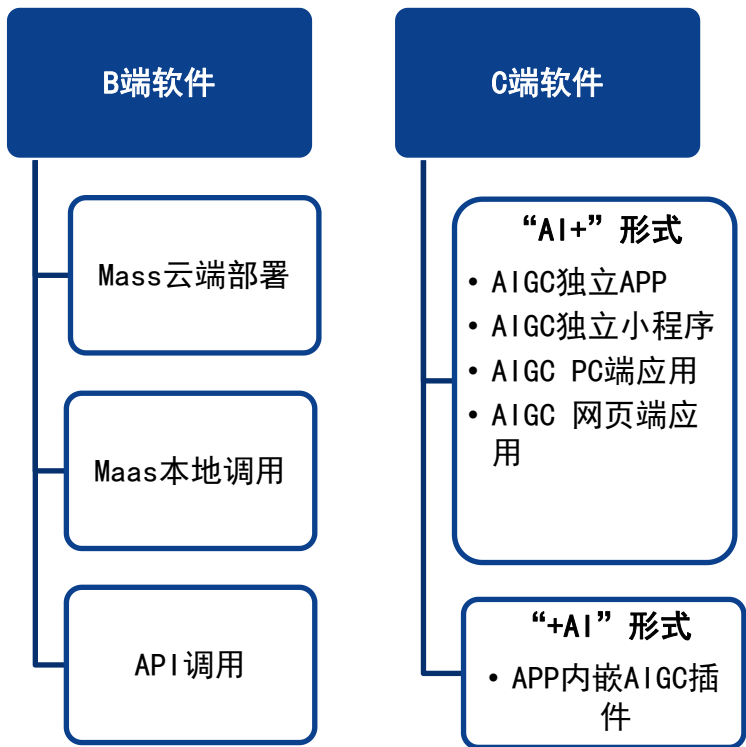 B端软件
Mass云端部署
Maas本地调用
API调用
C端软件
“AI+”形式
• AIGC独立APP
• AIGC独立小程序
• AIGC PC端应用
• AIGC 网页端应
用
“+AI”形式
• APP内嵌AIGC插
件